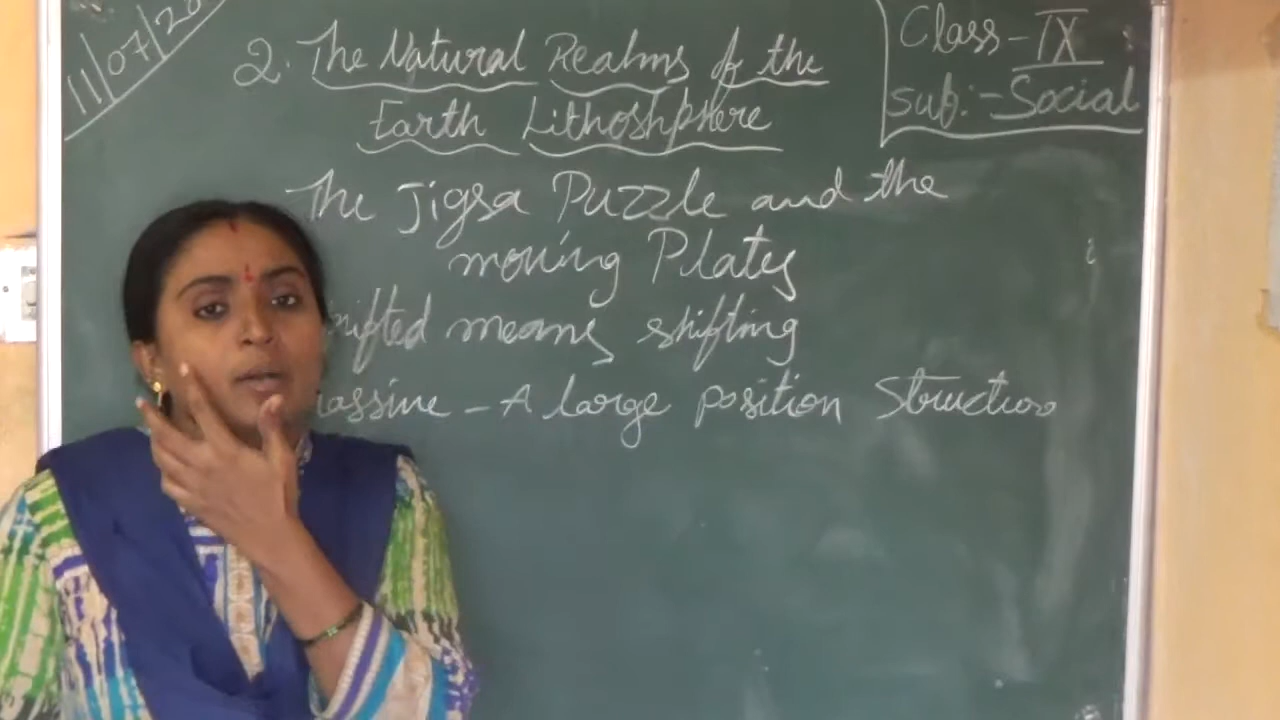 11/07/20
2. The Natural Realms of the
Earth Lithoshphere
Class - IX
sub:- Social
The Jigsa Puzzle and the
moving Plates
means shifting
A large position Structure